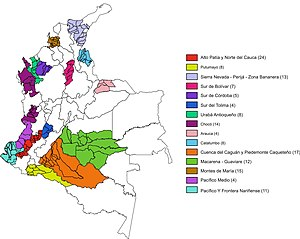 Alto Patía y Norte del Cauca (24)
Putumayo (8)
Sierra Nevada - Perijá - Zona Bananera (13)
Sur de Bolívar (7)
Sur de Córdoba (5)
Sur del Tolima (4)
Urabá Antioqueño (8)
Chocó (14)
Arauca (4)
Catatumbo (8)
Cuenca del Caguán y Piedemonte Caqueteño (17)
Macarena - Guaviare (12)
Montes de María (15)
Pacífico Medio (4)
Pacífico Y Frontera Nariñense (11)